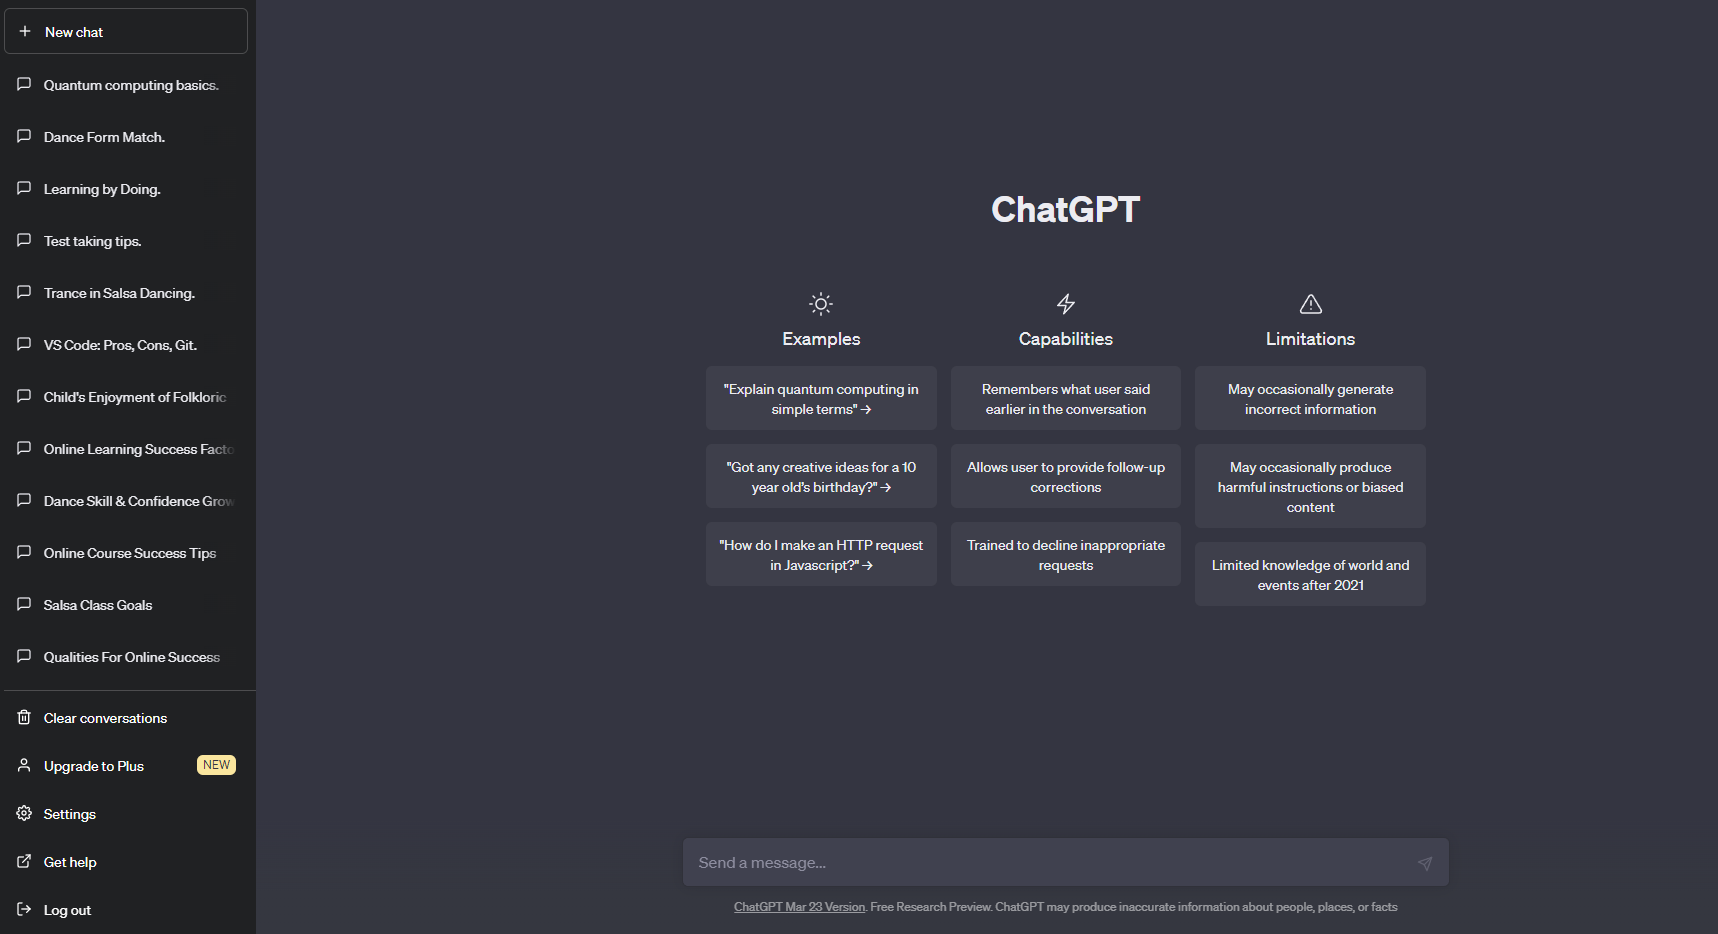 New chat
Quantum computing basics.
Dance Form Match.
Learning by Doing.
Test taking tips.
Trance in Salsa Dancing.
VS Code: Pros, Cons, Git.
Child's Enjoyment of Folkloric
Online Learning Success Facto
Dance Skill & Confidence Grow
Online Course Success Tips
Salsa Class Goals
Qualities For Online Success
Clear conversations
Upgrade to Plus NEW
Settings
Get help
Log out
ChatGPT
Examples
"Explain quantum computing in
simple terms" →
"Got any creative ideas for a 10
year old's birthday?" →
"How do I make an HTTP request
in Javascript?" →
Capabilities
Remembers what user said
earlier in the conversation
Allows user to provide follow-up
corrections
Trained to decline inappropriate
requests
Limitations
May occasionally generate
incorrect information
May occasionally produce
harmful instructions or biased
content
Limited knowledge of world and
events after 2021
Send a message...
ChatGPT Mar 23 Version. Free Research Preview. ChatGPT may produce inaccurate information about people, places, or facts